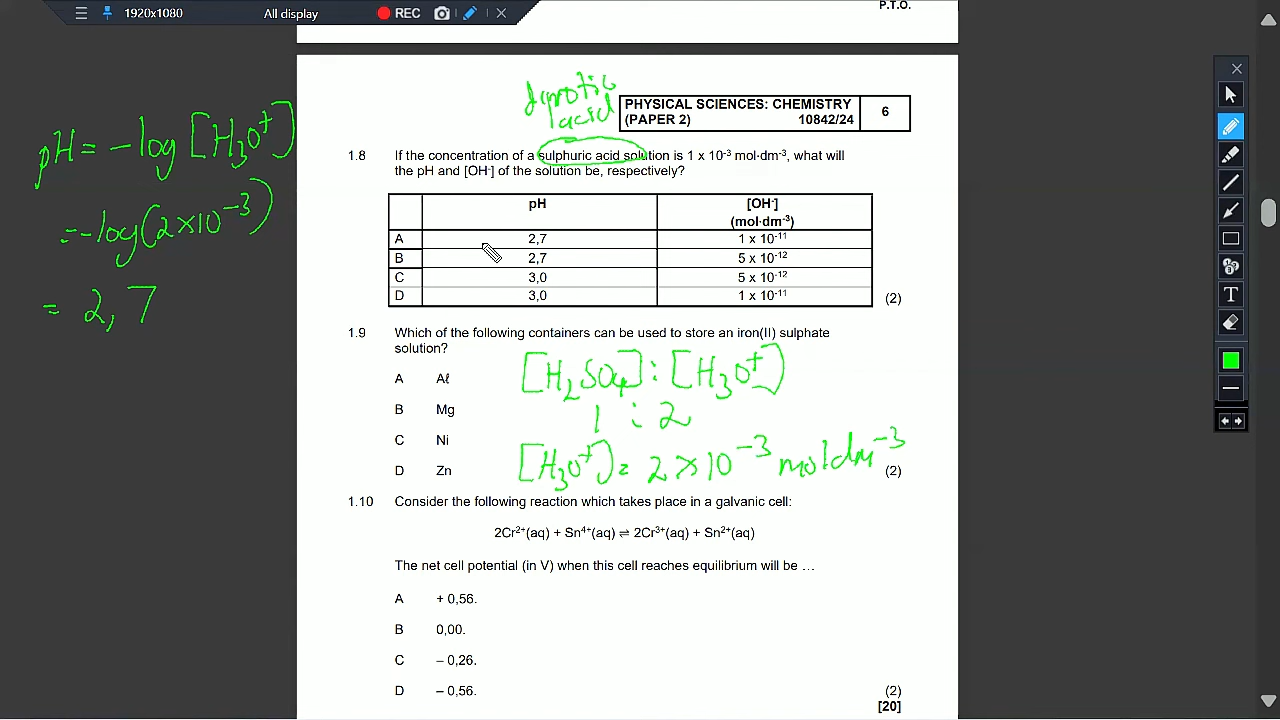 1920x1080 All display REC
P.T.O.
diprotic
acid
PHYSICAL SCIENCES: CHEMISTRY
(PAPER 2) 10842/24
6
pH = -log [H₃O⁺]
= -log(2×10⁻³)
= 2,7
1.8 If the concentration of a sulphuric acid solution is 1 x 10⁻³ mol·dm⁻³, what will
the pH and [OH⁻] of the solution be, respectively?
pH [OH⁻]
(mol·dm⁻³)
A 2,7 1 x 10⁻¹¹
B 2,7 5 x 10⁻¹²
C 3,0 5 x 10⁻¹²
D 3,0 1 x 10⁻¹¹
(2)
1.9 Which of the following containers can be used to store an iron(II) sulphate
solution?
A Aℓ
B Mg
C Ni
D Zn
(2)
[H₂SO₄] : [H₃O⁺]
1 : 2
[H₃O⁺] = 2×10⁻³ moldm⁻³
1.10 Consider the following reaction which takes place in a galvanic cell:
2Cr²⁺(aq) + Sn⁴⁺(aq) ⇌ 2Cr³⁺(aq) + Sn²⁺(aq)
The net cell potential (in V) when this cell reaches equilibrium will be …
A + 0,56.
B 0,00.
C – 0,26.
D – 0,56.
(2)
[20]
T